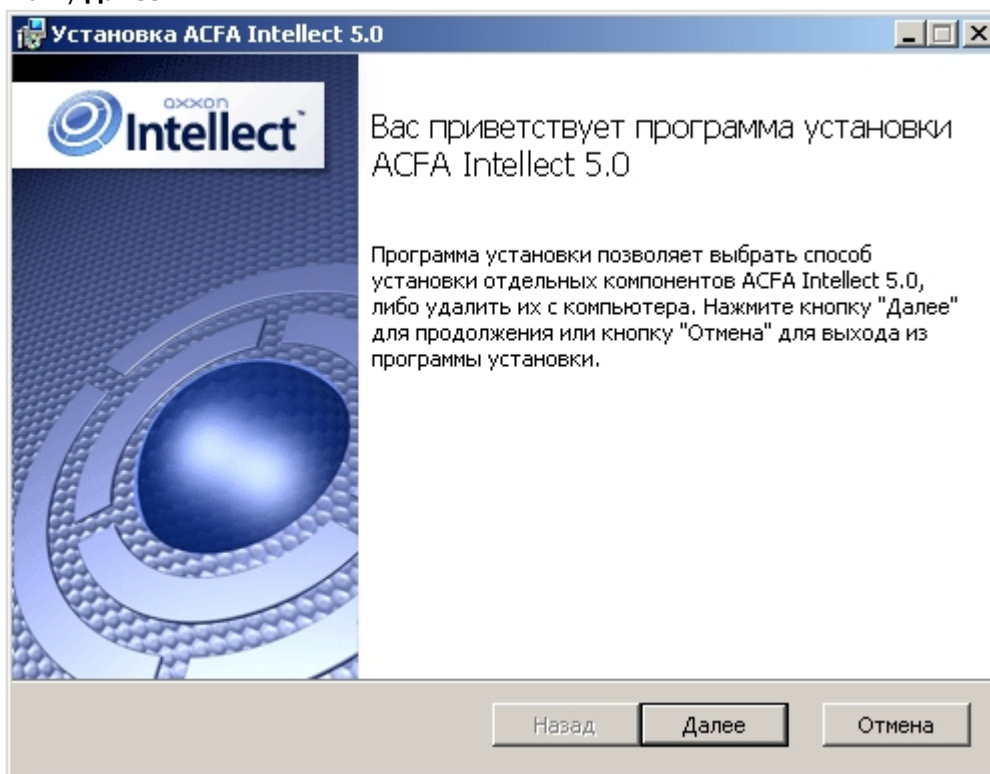 Установка ACFA Intellect 5.0
axxon
Intellect™
Вас приветствует программа установки
ACFA Intellect 5.0
Программа установки позволяет выбрать способ
установки отдельных компонентов ACFA Intellect 5.0,
либо удалить их с компьютера. Нажмите кнопку "Далее"
для продолжения или кнопку "Отмена" для выхода из
программы установки.
Назад
Далее
Отмена